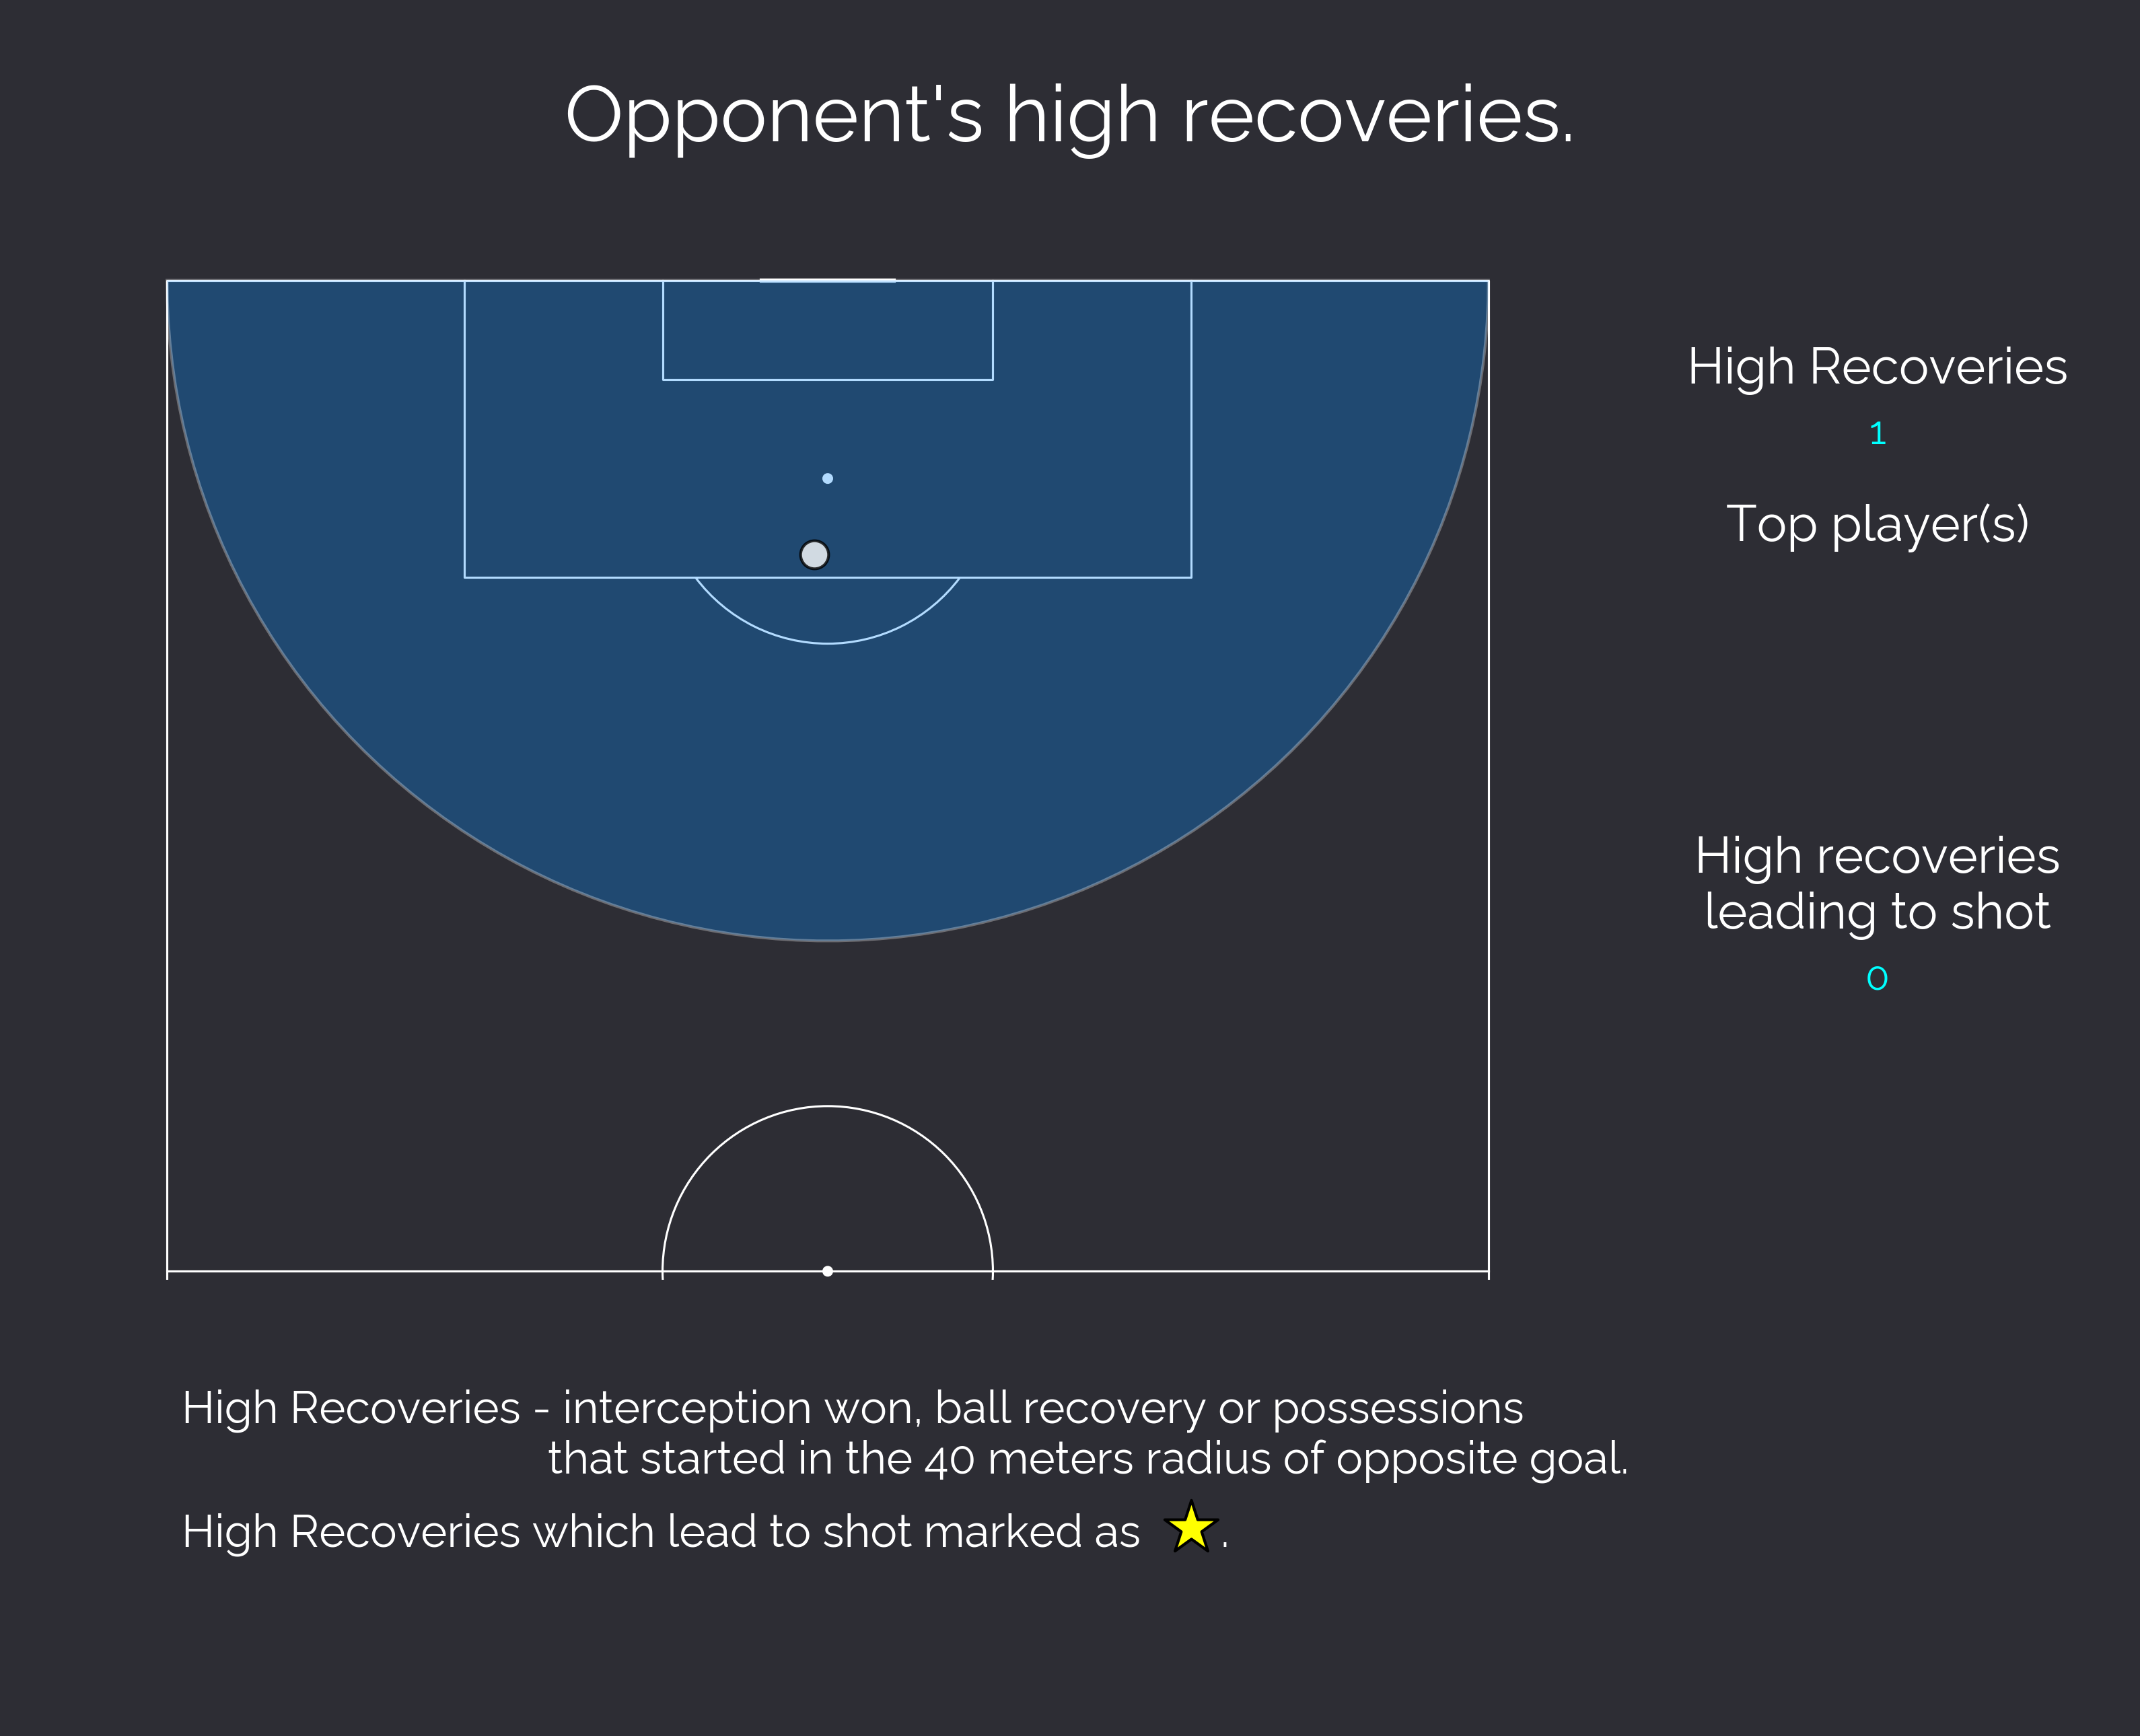 Opponent's high recoveries.
High Recoveries
1
Top player(s)
High recoveries
leading to shot
0
High Recoveries - interception won, ball recovery or possessions
that started in the 40 meters radius of opposite goal.
High Recoveries which lead to shot marked as .